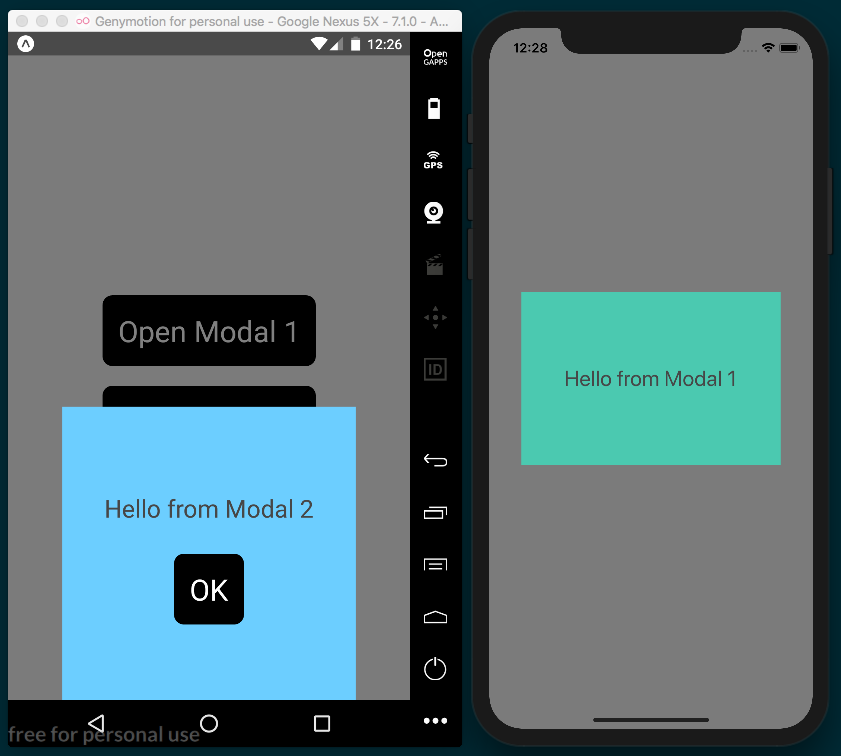 Genymotion for personal use - Google Nexus 5X - 7.1.0 - A...
12:26
Open
GAPPS
GPS
ID
Open Modal 1
Hello from Modal 2
OK
free for personal use
12:28
Hello from Modal 1